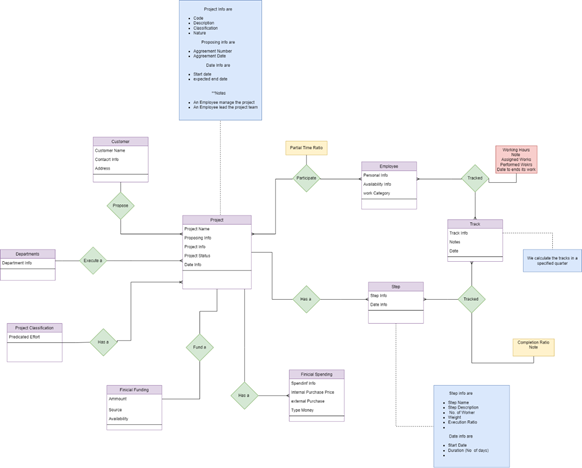 Project Info are
Code
Description
Classification
Nature
Proposing Info are
Aggreement Number
Aggreement Date
Date Info are
Start date
expected end date
**Notes
An Employee manage the project
An Employee lead the project team
Customer
Customer Name
Contact Info
Address
Propose
Partial Time Ratio
Participate
Employee
Personal Info
Availability Info
work Category
Tracked
Working Hours
Note
Assigned Works
Performed Works
Date to ends its work
Project
Project Name
Proposing Info
Project Info
Project Status
Date Info
Track
Track Info
Notes
Date
We calculate the tracks in a
specified quarter
Departments
Department Info
Execute a
Has a
Step
Step Info
Date Info
Tracked
Project Classification
Predicated Effort
Has a
Fund a
Completion Ratio
Note
Finicial Funding
Ammount
Source
Availability
Has a
Finicial Spending
Spendinf Info
Internal Purchase Price
external Purchase
Type Money
Step Info are
Step Name
Step Description
No. of Worker
Weight
Execution Ratio
Date Info are
Start Date
Duration (No. of days)